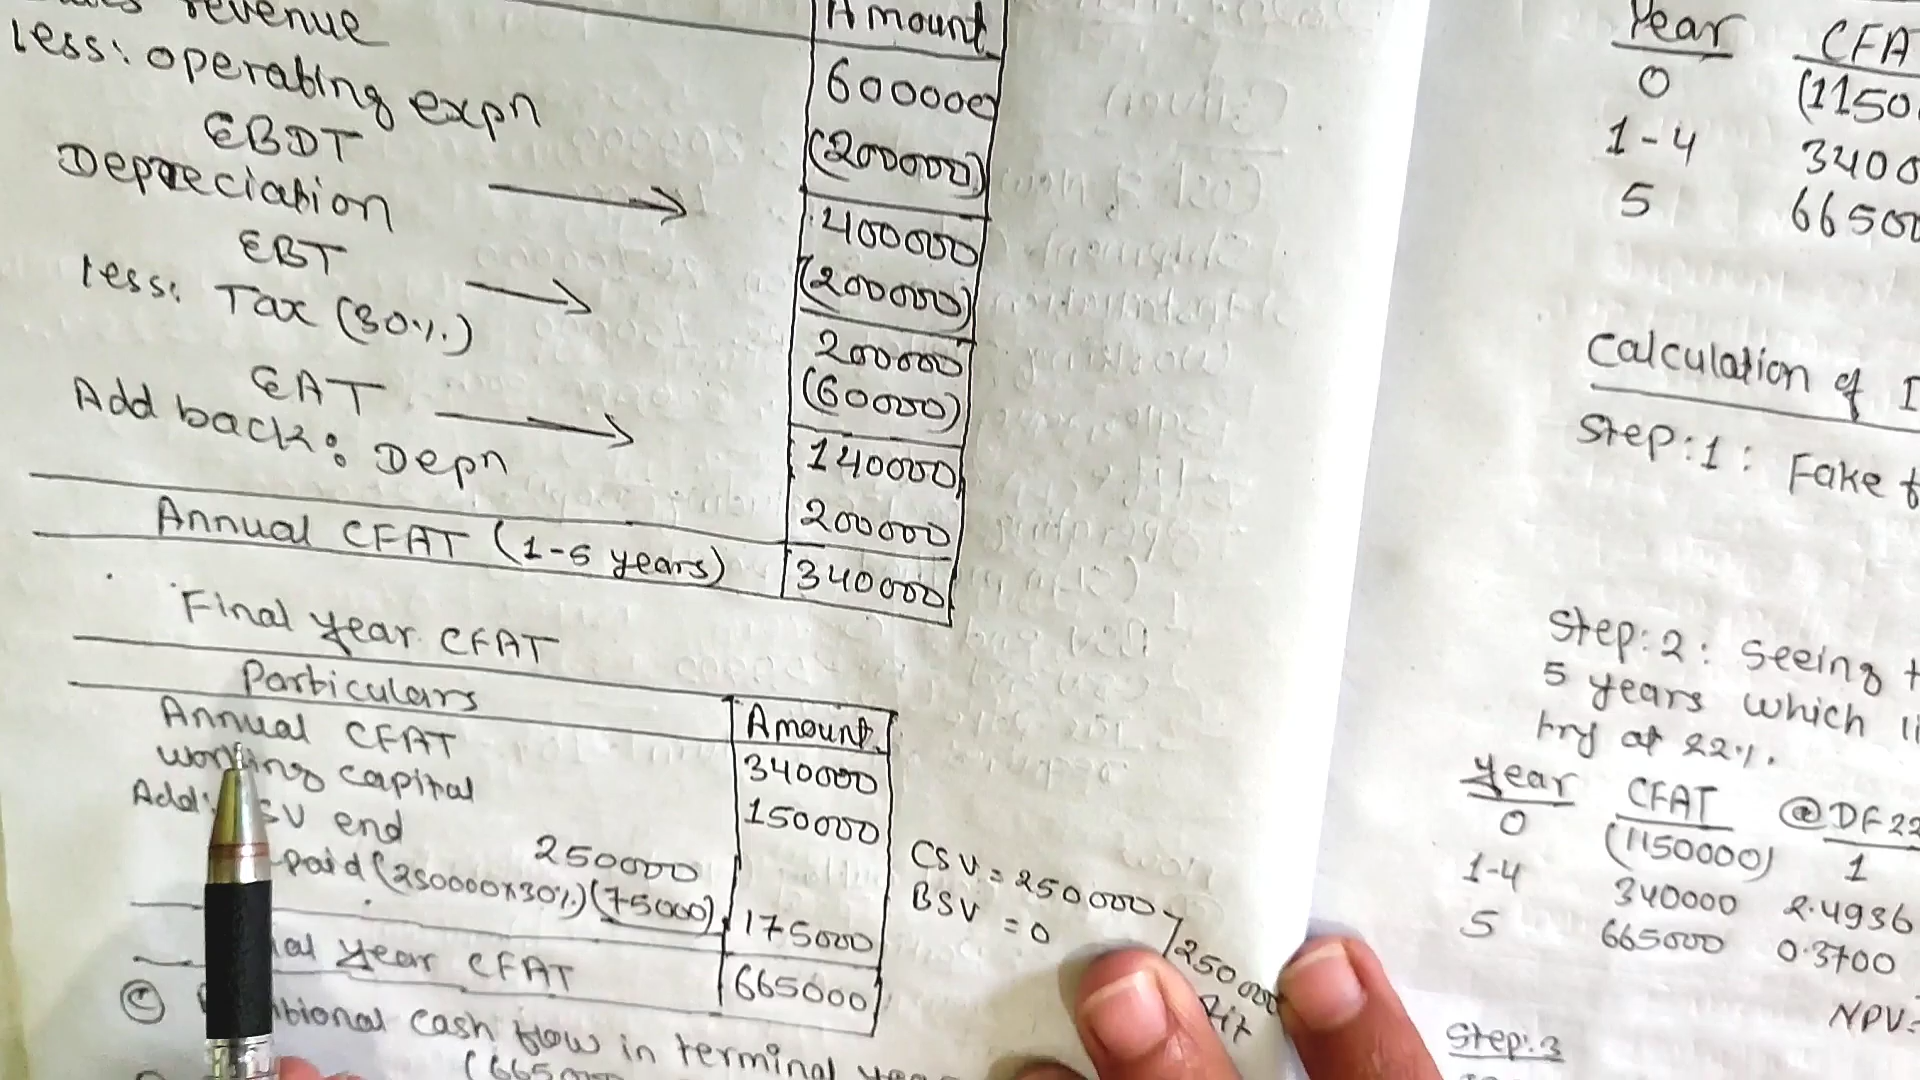 revenue
Amount
less: operating expn
600000
EBDT
(200000)
Depreciation
400000
EBT
(200000)
less: Tax (30%)
200000
EAT
(60000)
Add back: Depn
140000
200000
Annual CFAT (1-5 years)
340000
Final year CFAT
Particulars
Amount
Annual CFAT
340000
working capital
150000
Add: SV end
250000
paid (250000x30%) (75000)
175000
year CFAT
665000
CSV = 250000
BSV = 0
250000
(C)
cash flow in terminal
(665000
Year CFA
0 (1150
1-4 3400
5 66500
Calculation of I
Step:1: Fake t
Step:2: Seeing t
5 years which li
try at 22%.
Year CFAT @DF22
0 (1150000) 1
1-4 340000 2.4936
5 665000 0.3700
NPV=
Step:3